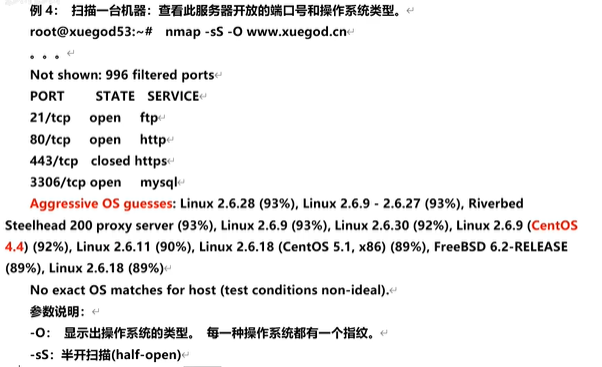 例 4： 扫描一台机器：查看此服务器开放的端口号和操作系统类型。
root@xuegod53:~# nmap -sS -O www.xuegod.cn
。。。
Not shown: 996 filtered ports
PORT STATE SERVICE
21/tcp open ftp
80/tcp open http
443/tcp closed https
3306/tcp open mysql
Aggressive OS guesses: Linux 2.6.28 (93%), Linux 2.6.9 - 2.6.27 (93%), Riverbed
Steelhead 200 proxy server (93%), Linux 2.6.9 (93%), Linux 2.6.30 (92%), Linux 2.6.9 (CentOS
4.4) (92%), Linux 2.6.11 (90%), Linux 2.6.18 (CentOS 5.1, x86) (89%), FreeBSD 6.2-RELEASE
(89%), Linux 2.6.18 (89%)
No exact OS matches for host (test conditions non-ideal).
参数说明：
-O： 显示出操作系统的类型。 每一种操作系统都有一个指纹。
-sS：半开扫描(half-open)